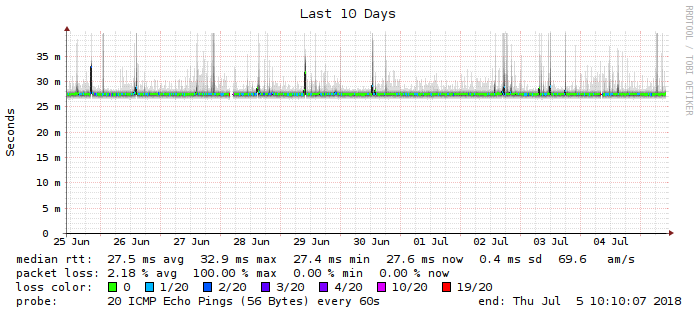 Last 10 Days
RRDTOOL / TOBI OETIKER
Seconds
35 m
30 m
25 m
20 m
15 m
10 m
5 m
0
25 Jun 26 Jun 27 Jun 28 Jun 29 Jun 30 Jun 01 Jul 02 Jul 03 Jul 04 Jul
median rtt: 27.5 ms avg 32.9 ms max 27.4 ms min 27.6 ms now 0.4 ms sd 69.6 am/s
packet loss: 2.18 % avg 100.00 % max 0.00 % min 0.00 % now
loss color: 0 1/20 2/20 3/20 4/20 10/20 19/20
probe: 20 ICMP Echo Pings (56 Bytes) every 60s end: Thu Jul 5 10:10:07 2018